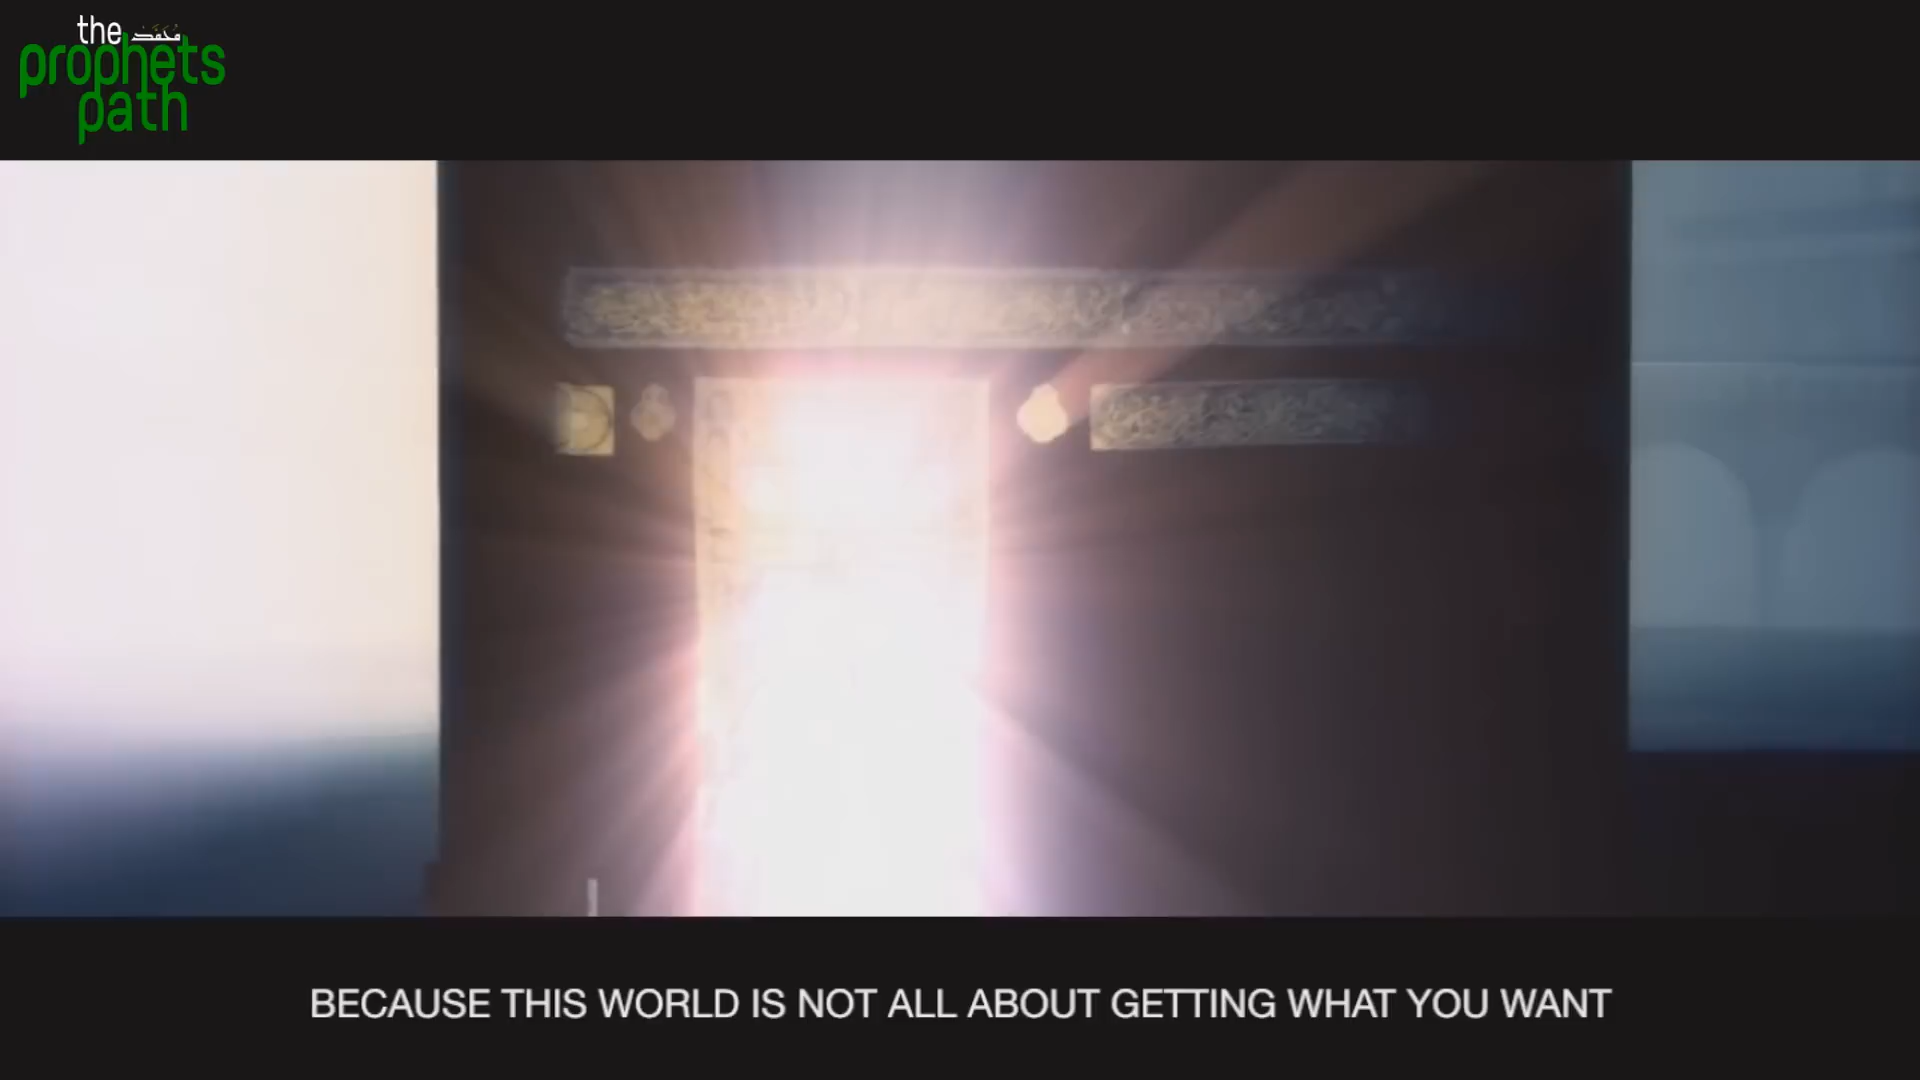 the مُحَمَّد
prophets
path
BECAUSE THIS WORLD IS NOT ALL ABOUT GETTING WHAT YOU WANT